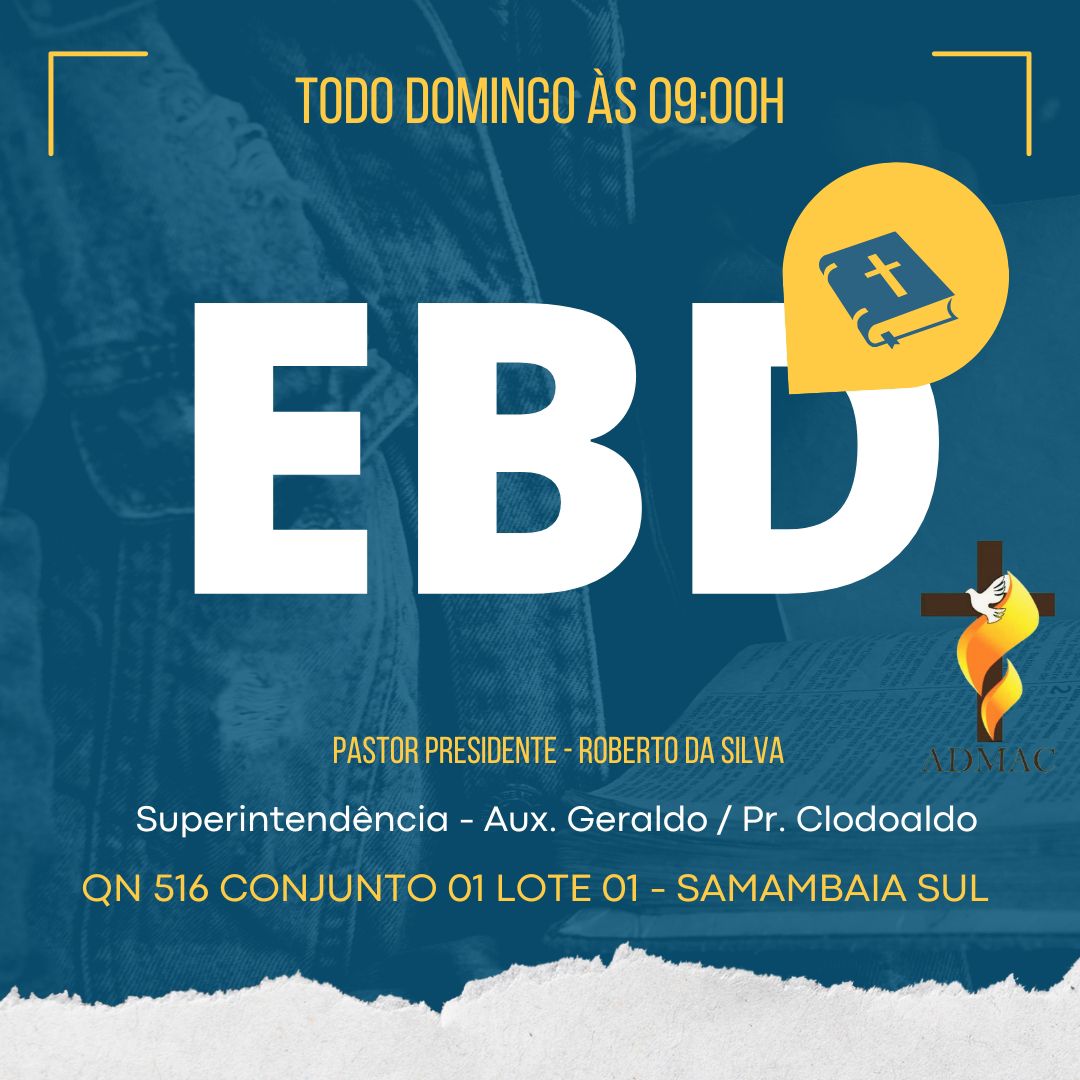 TODO DOMINGO ÀS 09:00H
EBD
ADMAC
PASTOR PRESIDENTE - ROBERTO DA SILVA
Superintendência - Aux. Geraldo / Pr. Clodoaldo
QN 516 CONJUNTO 01 LOTE 01 - SAMAMBAIA SUL